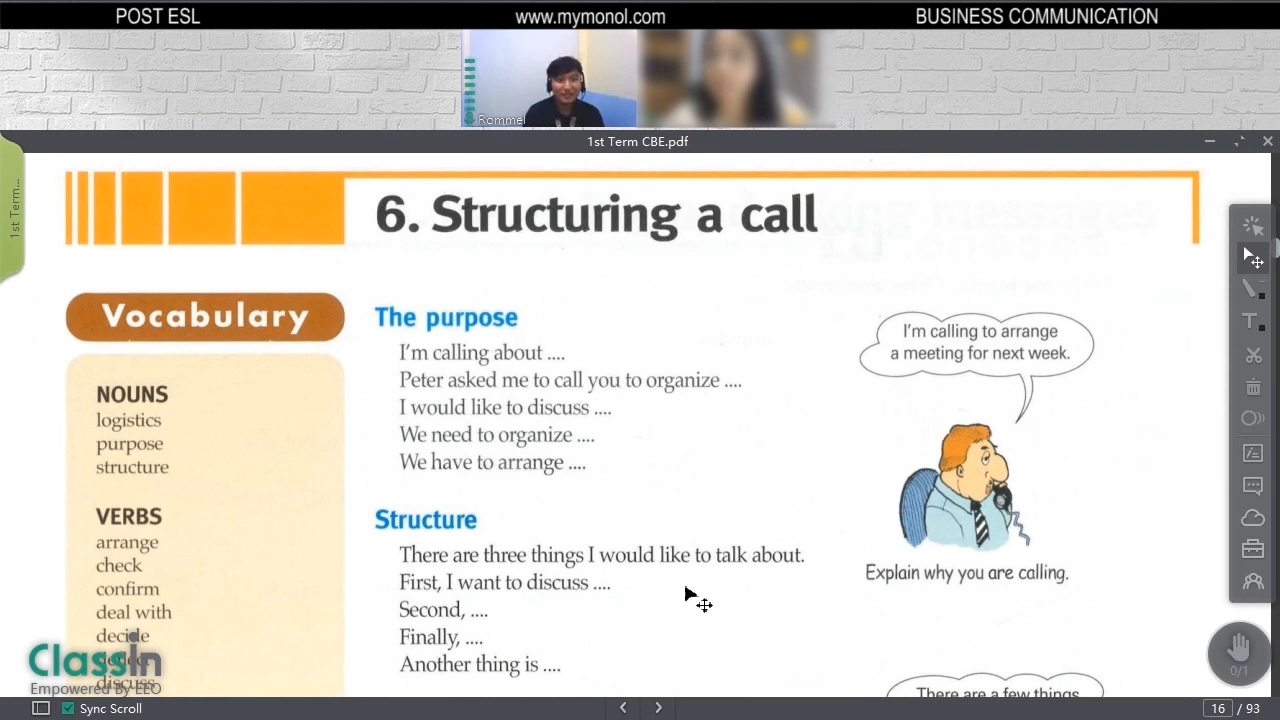 POST ESL
www.mymonol.com
BUSINESS COMMUNICATION
Rommel
1st Term CBE.pdf
1st Term...
6. Structuring a call
Vocabulary
NOUNS
logistics
purpose
structure
VERBS
arrange
check
confirm
deal with
decide
discuss
The purpose
I'm calling about ....
Peter asked me to call you to organize ....
I would like to discuss ....
We need to organize ....
We have to arrange ....
Structure
There are three things I would like to talk about.
First, I want to discuss ....
Second, ....
Finally, ....
Another thing is ....
I'm calling to arrange
a meeting for next week.
Explain why you are calling.
There are a few things
ClassIn
Empowered By EEO
Sync Scroll
0/1
16 / 93